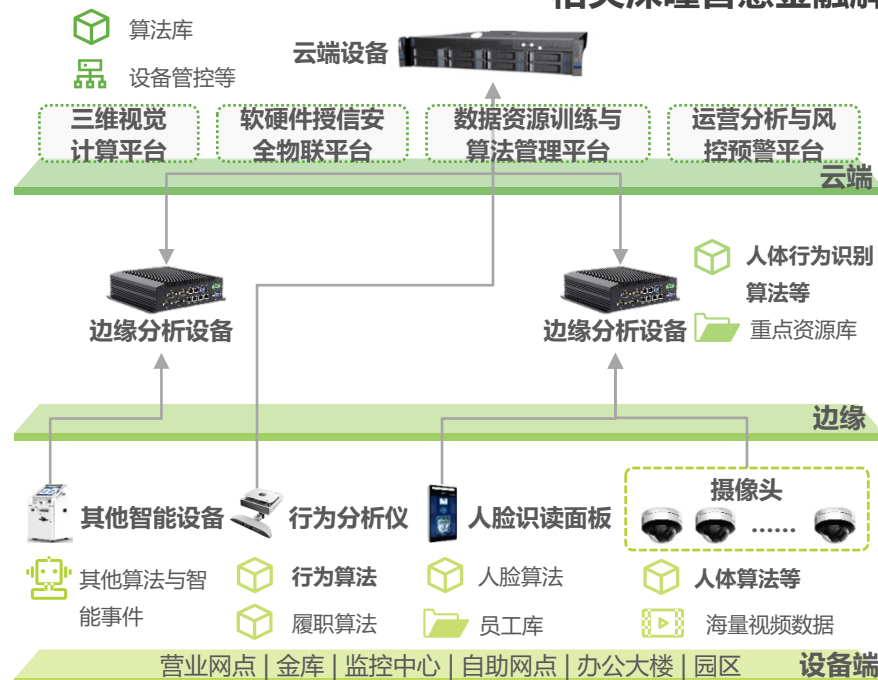 算法库
设备管控等
云端设备
三维视觉
计算平台
软硬件授信安
全物联平台
数据资源训练与
算法管理平台
运营分析与风
控预警平台
云端
边缘分析设备
边缘分析设备
人体行为识别
算法等
重点资源库
边缘
其他智能设备
行为分析仪
人脸识读面板
摄像头
......
其他算法与智
能事件
行为算法
履职算法
人脸算法
员工库
人体算法等
海量视频数据
营业网点 | 金库 | 监控中心 | 自助网点 | 办公大楼 | 园区
设备端